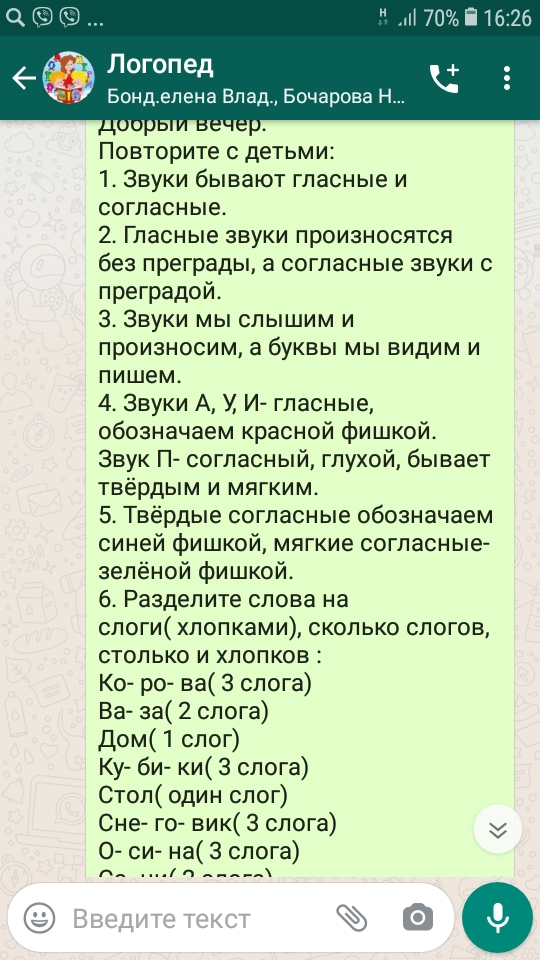 70% 16:26
Логопед
Бонд.елена Влад., Бочарова Н...
Добрый вечер.
Повторите с детьми:
1. Звуки бывают гласные и
согласные.
2. Гласные звуки произносятся
без преграды, а согласные звуки с
преградой.
3. Звуки мы слышим и
произносим, а буквы мы видим и
пишем.
4. Звуки А, У, И- гласные,
обозначаем красной фишкой.
Звук П- согласный, глухой, бывает
твёрдым и мягким.
5. Твёрдые согласные обозначаем
синей фишкой, мягкие согласные-
зелёной фишкой.
6. Разделите слова на
слоги( хлопками), сколько слогов,
столько и хлопков :
Ко- ро- ва( 3 слога)
Ва- за( 2 слога)
Дом( 1 слог)
Ку- би- ки( 3 слога)
Стол( один слог)
Сне- го- вик( 3 слога)
О- си- на( 3 слога)
Введите текст